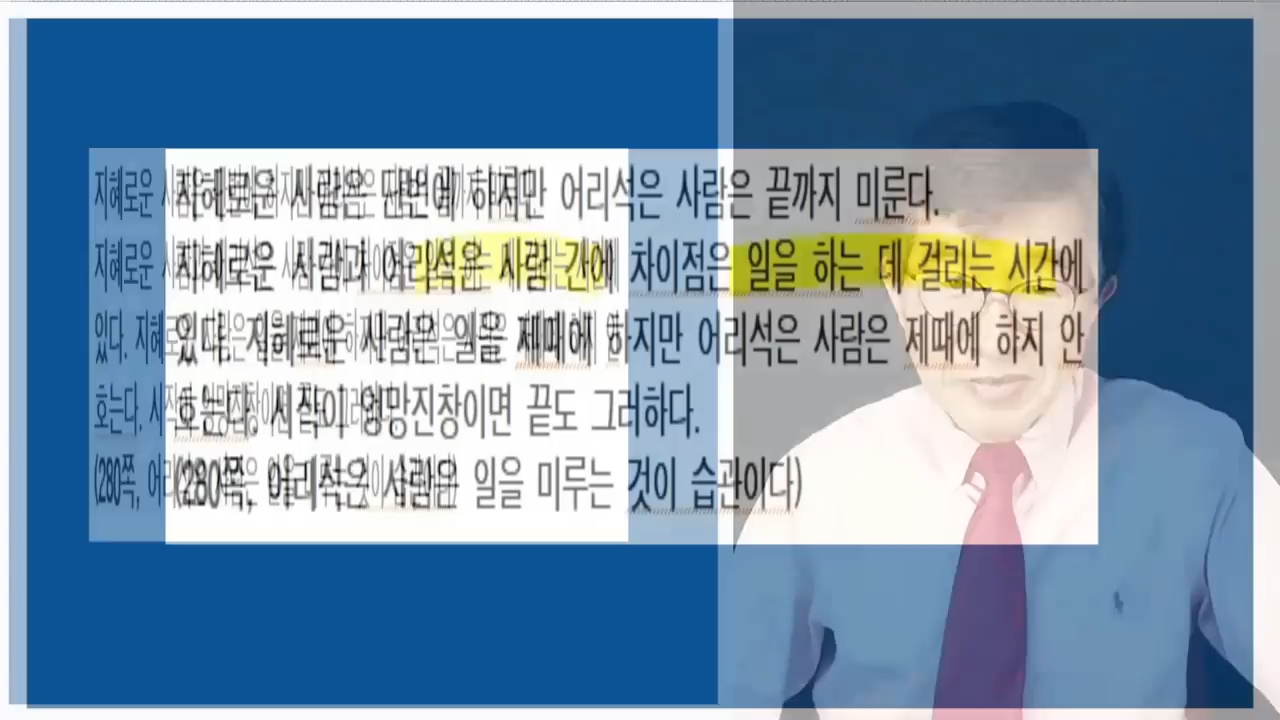 지혜로운 사람은 단번에 하지만 어리석은 사람은 끝까지 미룬다.
지혜로운 사람과 어리석은 사람 간에 차이점은 일을 하는 데 걸리는 시간에
있다. 지혜로운 사람은 일을 제때에 하지만 어리석은 사람은 제때에 하지 안
호는다. 시작이 엉망진창이면 끝도 그러하다.
(280쪽, 어리석은 사람은 일을 미루는 것이 습관이다)